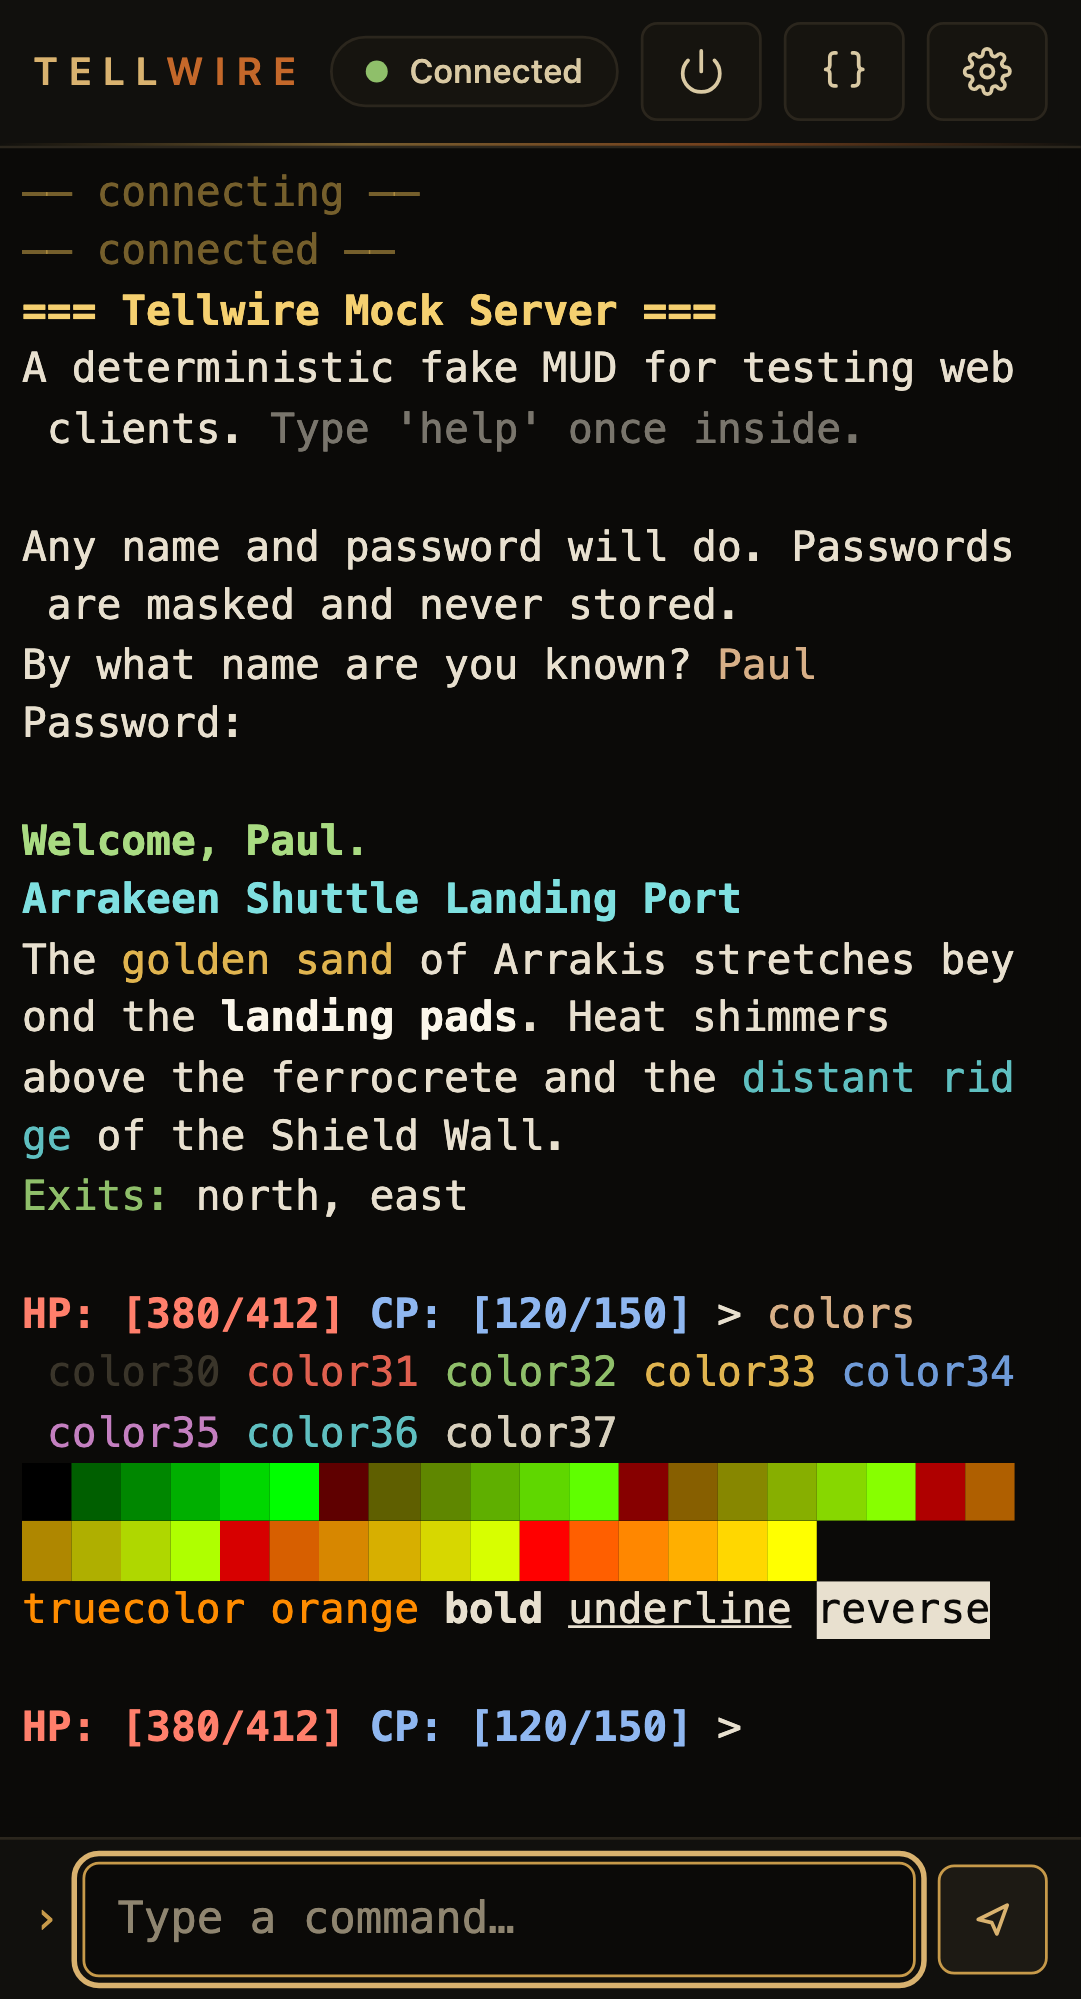 TELLWIRE
Connected
{}
—— connecting ——
—— connected ——
=== Tellwire Mock Server ===
A deterministic fake MUD for testing web
 clients. Type 'help' once inside.
Any name and password will do. Passwords
 are masked and never stored.
By what name are you known? Paul
Password:
Welcome, Paul.
Arrakeen Shuttle Landing Port
The golden sand of Arrakis stretches bey
ond the landing pads. Heat shimmers
above the ferrocrete and the distant rid
ge of the Shield Wall.
Exits: north, east
HP: [380/412] CP: [120/150] > colors
 color30 color31 color32 color33 color34
 color35 color36 color37
truecolor orange bold underline reverse
HP: [380/412] CP: [120/150] >
› Type a command…